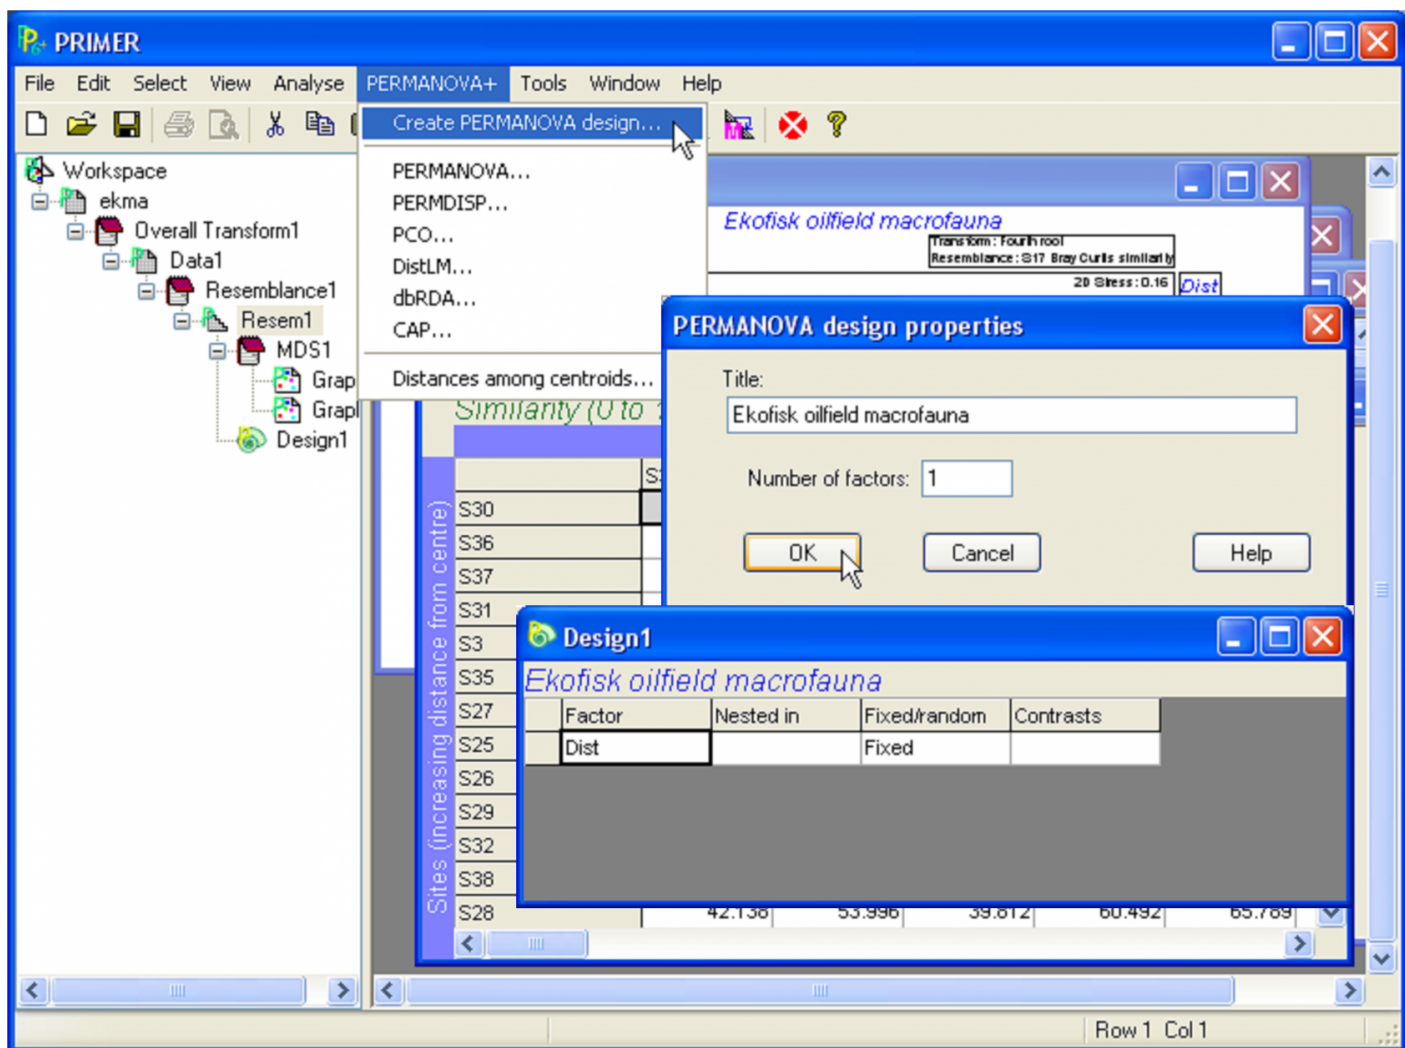 PRIMER
File Edit Select View Analyse PERMANOVA+ Tools Window Help
Create PERMANOVA design...
PERMANOVA...
PERMDISP...
PCO...
DistLM...
dbRDA...
CAP...
Distances among centroids...
Workspace
ekma
Overall Transform1
Data1
Resemblance1
Resem1
MDS1
Grap
Grapl
Design1
Ekofisk oilfield macrofauna
Transform: Fourth root
Resemblance: S17 Bray Curtis similarity
2D Stress: 0.16
Dist
PERMANOVA design properties
Title:
Ekofisk oilfield macrofauna
Number of factors: 1
OK Cancel Help
Similarity (0 to
Sites (increasing distance from centre)
S30
S36
S37
S31
S3
S35
S27
S25
S26
S29
S32
S38
S28 42.138 53.996 39.812 60.492 65.789
Design1
Ekofisk oilfield macrofauna
Factor Nested in Fixed/random Contrasts
Dist Fixed
Row 1 Col 1